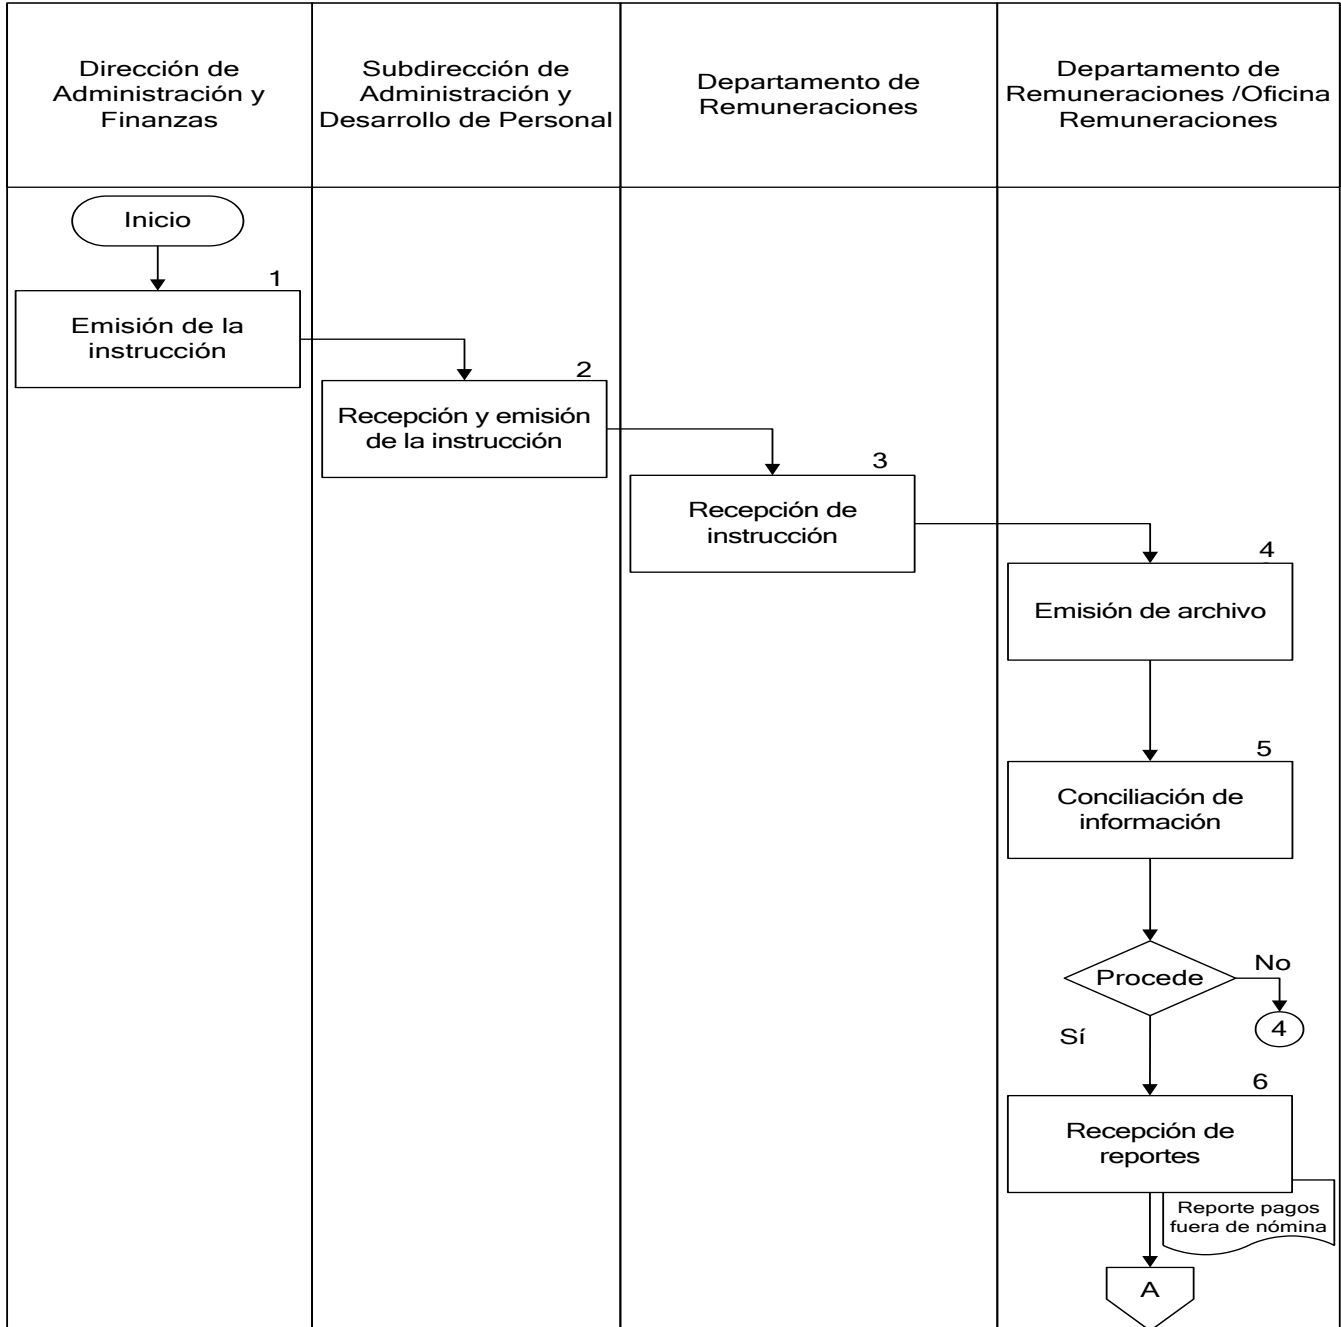 Dirección de
Administración y
Finanzas
Subdirección de
Administración y
Desarrollo de Personal
Departamento de
Remuneraciones
Departamento de
Remuneraciones /Oficina
Remuneraciones
Inicio
1
Emisión de la
instrucción
2
Recepción y emisión
de la instrucción
3
Recepción de
instrucción
4
Emisión de archivo
5
Conciliación de
información
Procede
No
4
Sí
6
Recepción de
reportes
Reporte pagos
fuera de nómina
A